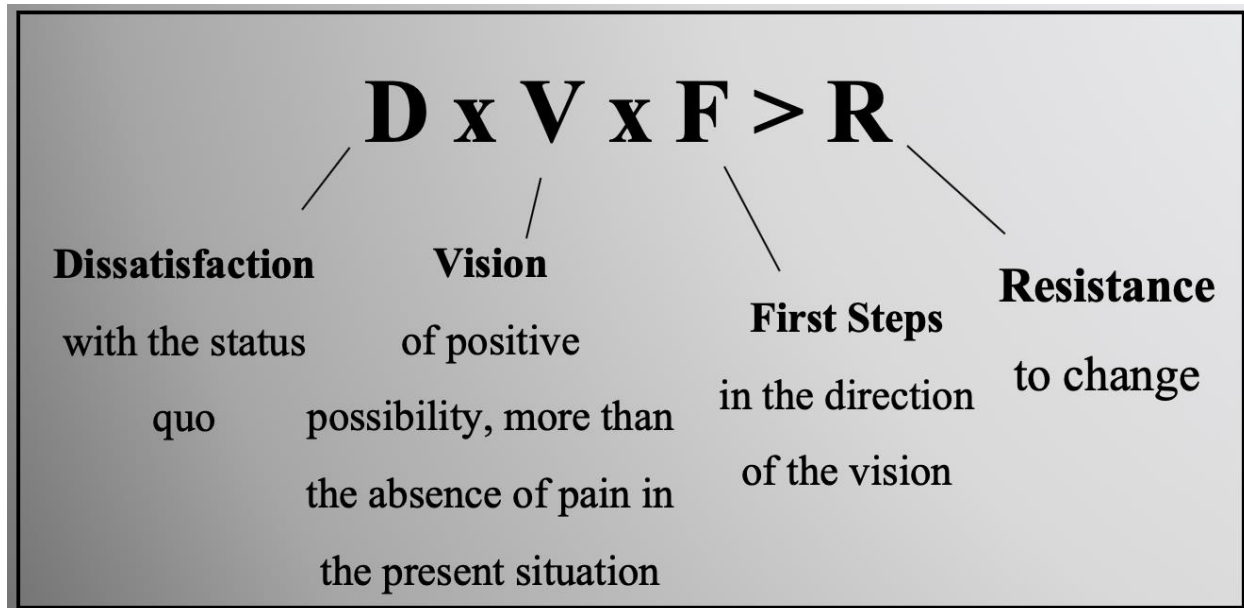 D x V x F > R
Dissatisfaction
with the status
quo
Vision
of positive
possibility, more than
the absence of pain in
the present situation
First Steps
in the direction
of the vision
Resistance
to change